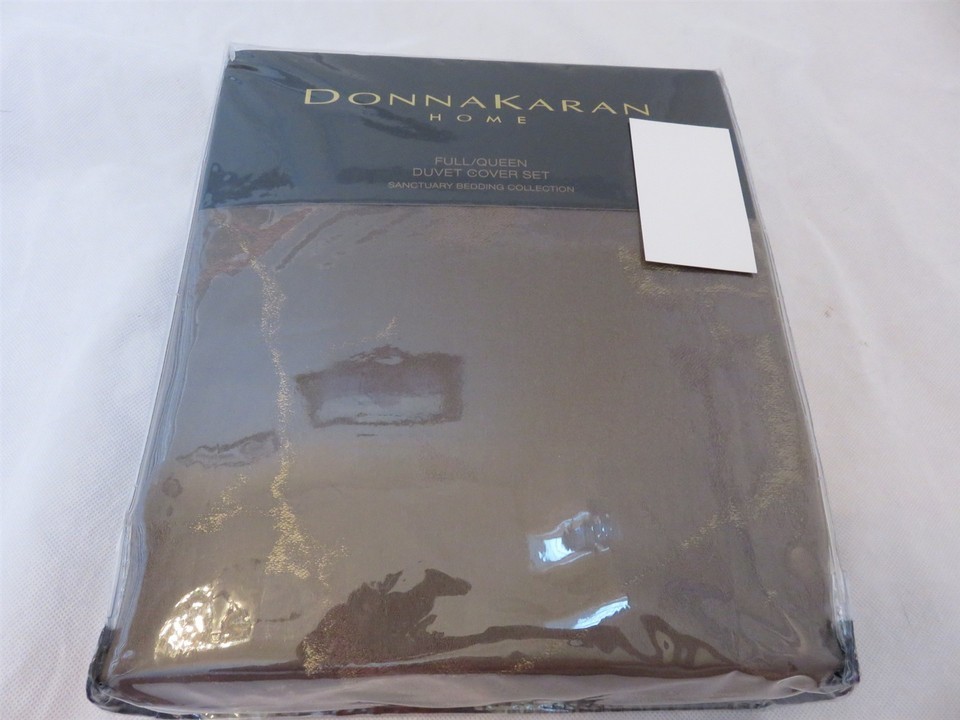 DONNAKARAN
HOME
FULL/QUEEN
DUVET COVER SET
SANCTUARY BEDDING COLLECTION